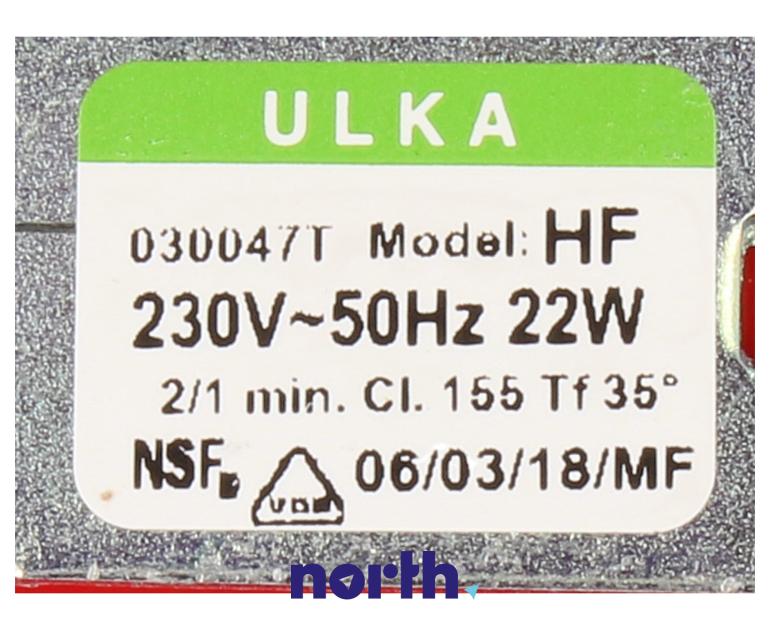 ULKA
030047T Model: HF
230V~50Hz 22W
2/1 min. Cl. 155 Tf 35°
NSF® VDE 06/03/18/MF
north.